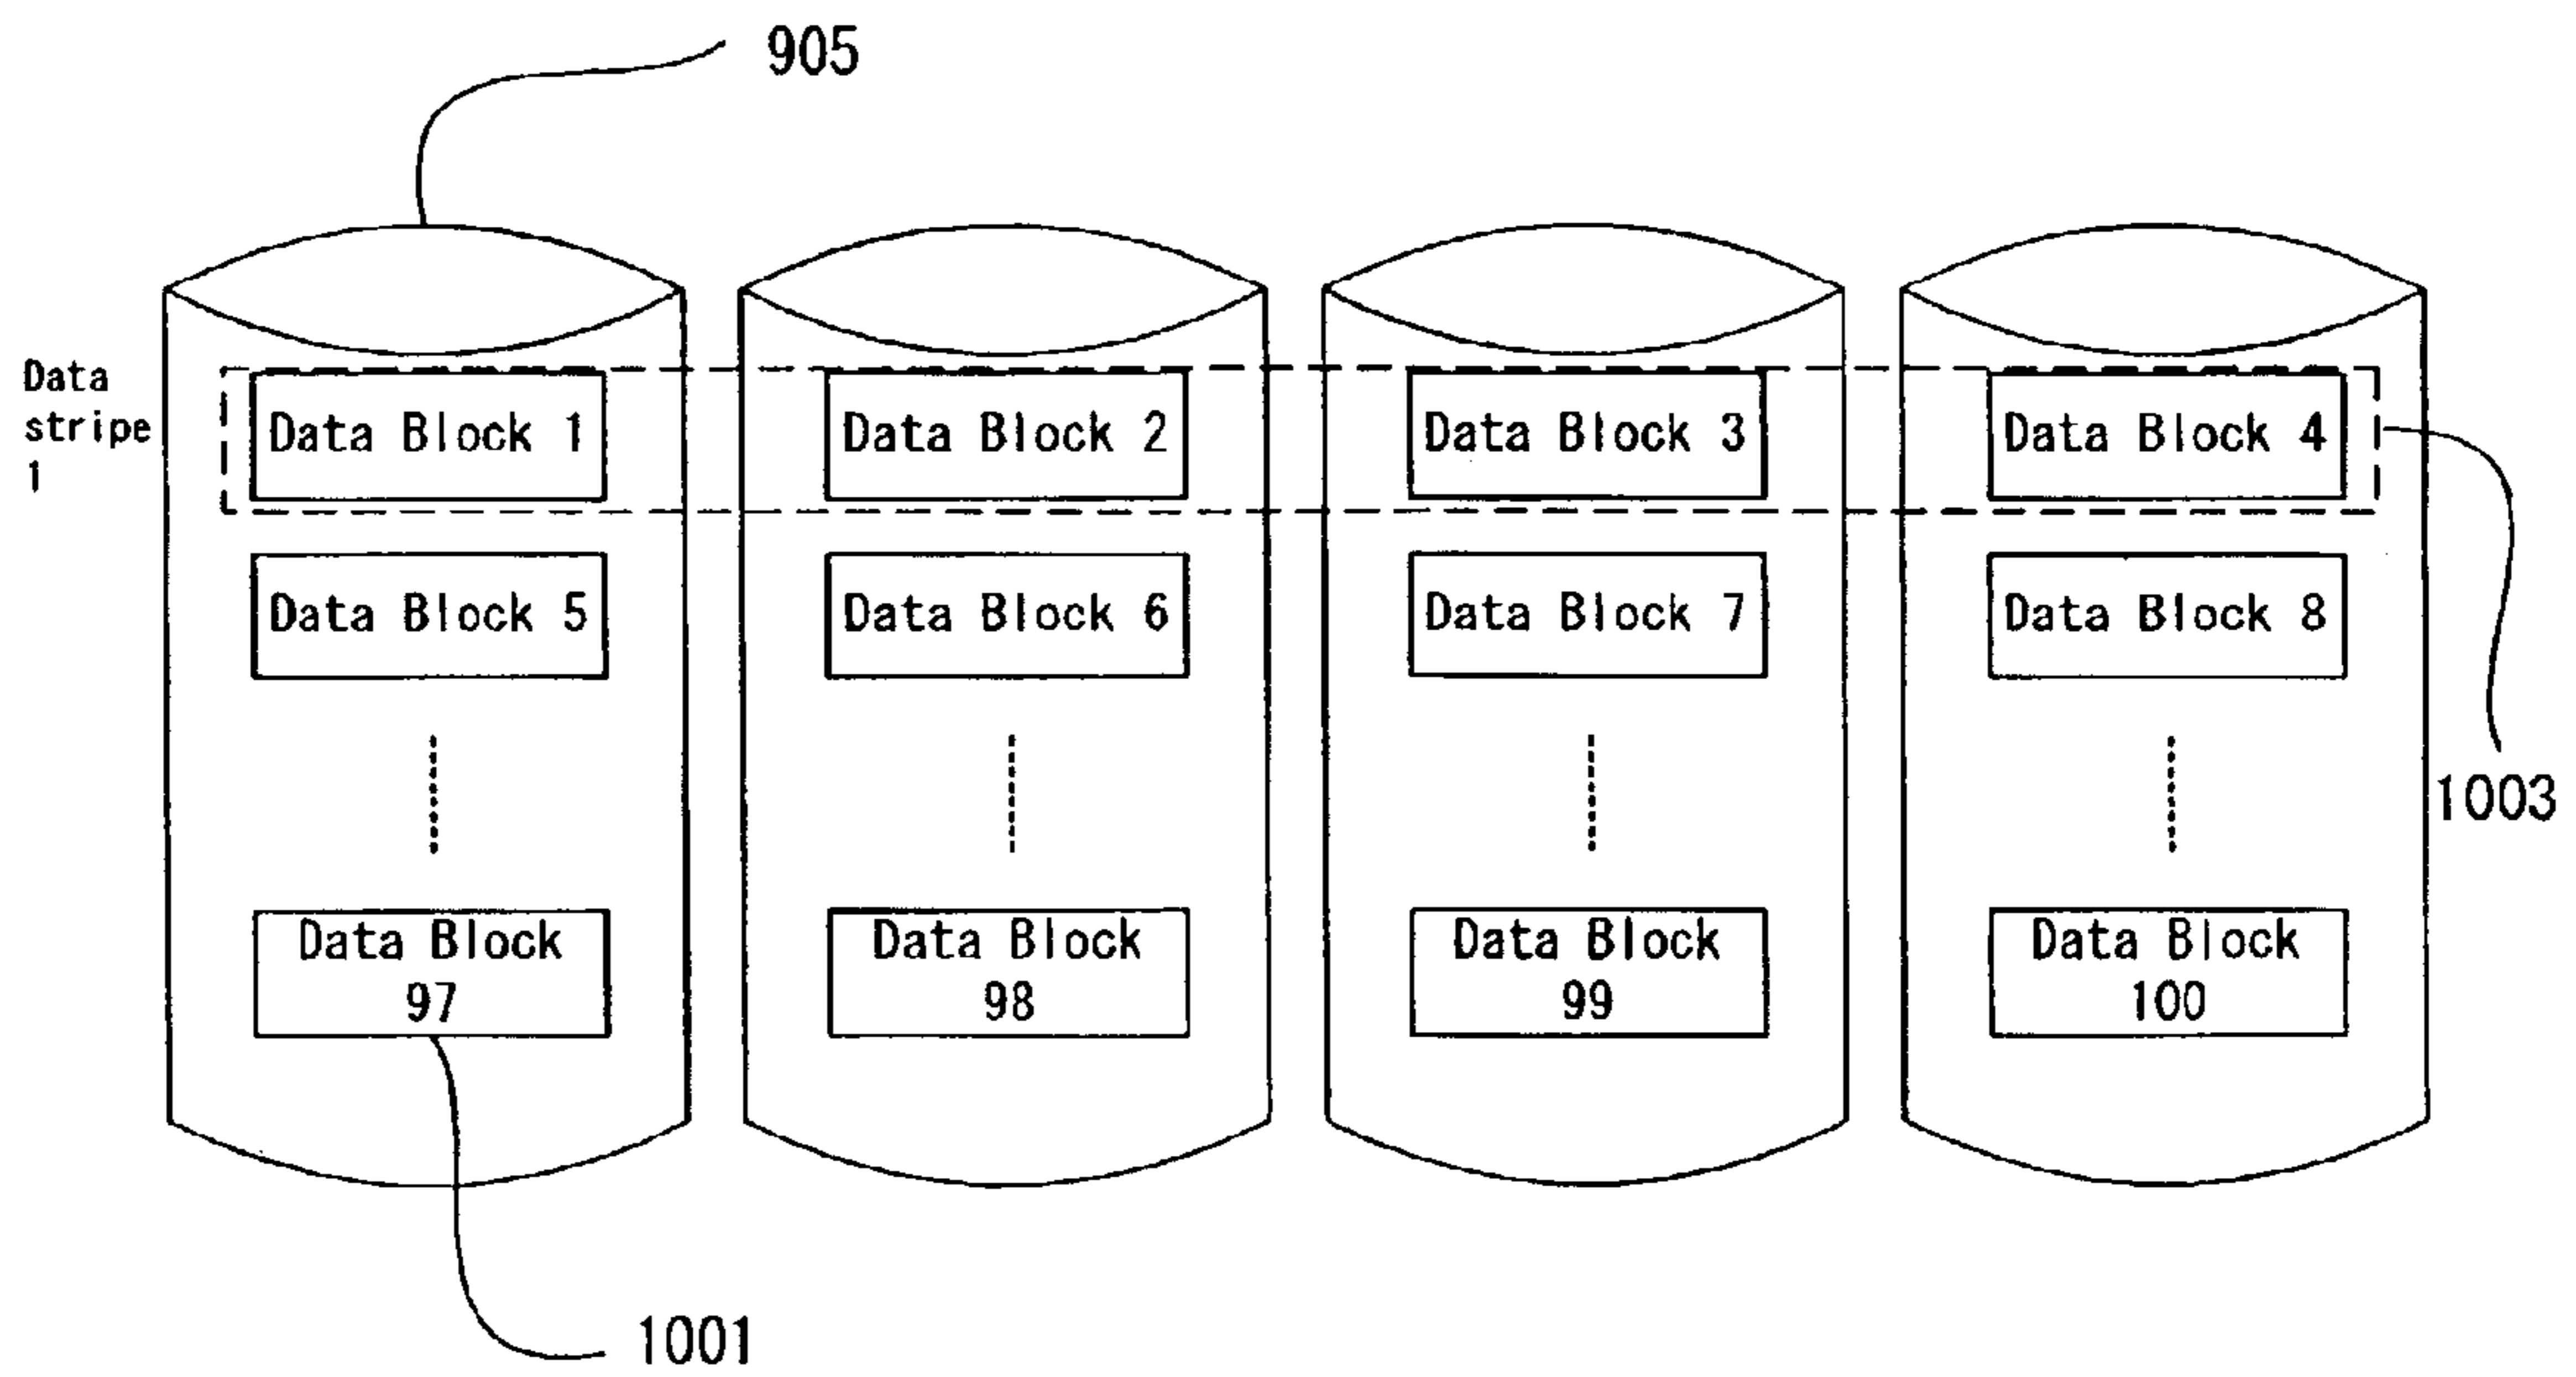 905
Data
stripe
1
Data Block 1
Data Block 2
Data Block 3
Data Block 4
Data Block 5
Data Block 6
Data Block 7
Data Block 8
1003
Data Block
97
Data Block
98
Data Block
99
Data Block
100
1001